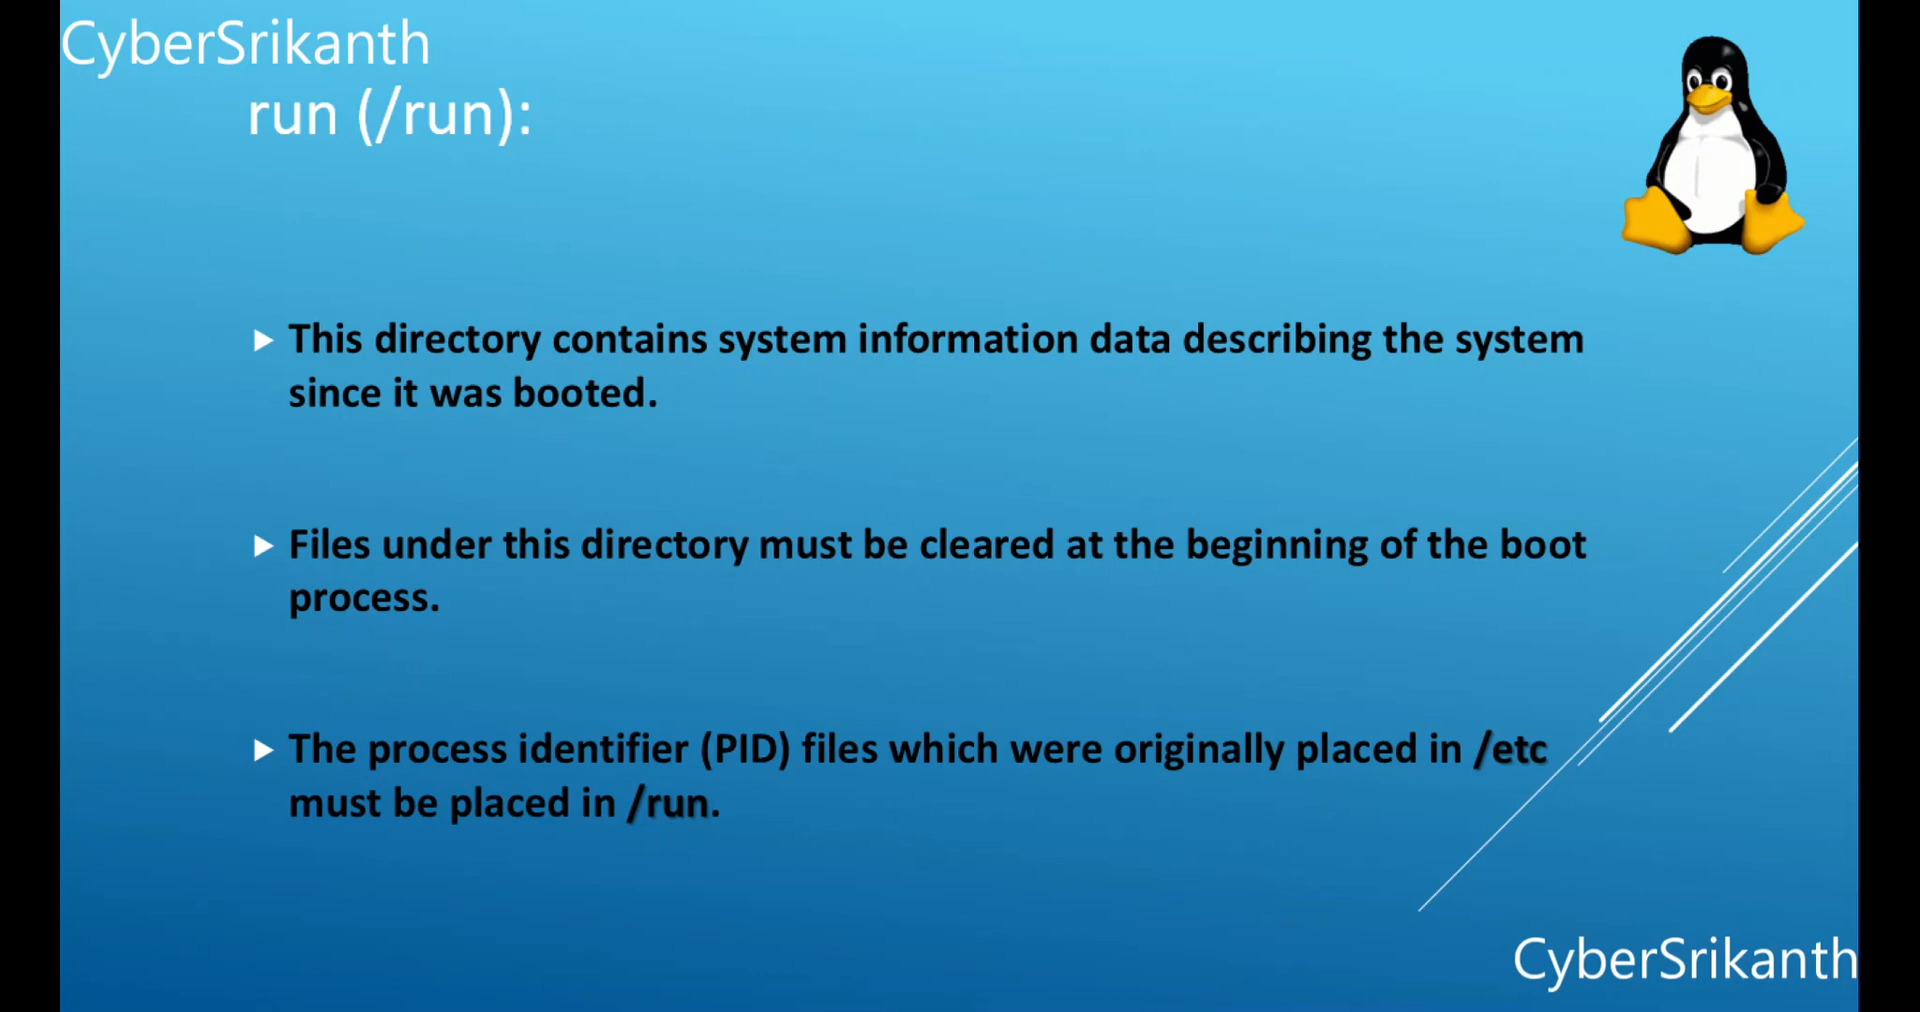 CyberSrikanth
run (/run):
This directory contains system information data describing the system
since it was booted.
Files under this directory must be cleared at the beginning of the boot
process.
The process identifier (PID) files which were originally placed in /etc
must be placed in /run.
CyberSrikanth